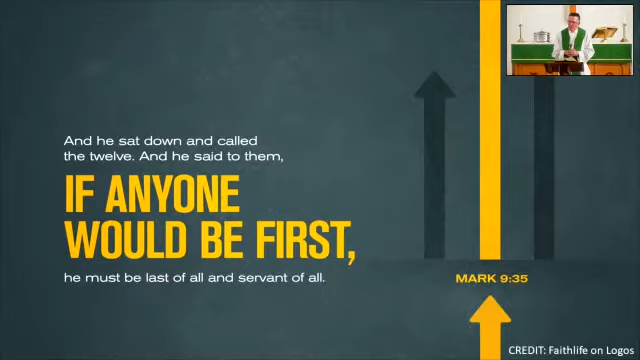 And he sat down and called
the twelve. And he said to them,
IF ANYONE
WOULD BE FIRST,
he must be last of all and servant of all.
MARK 9:35
CREDIT: Faithlife on Logos